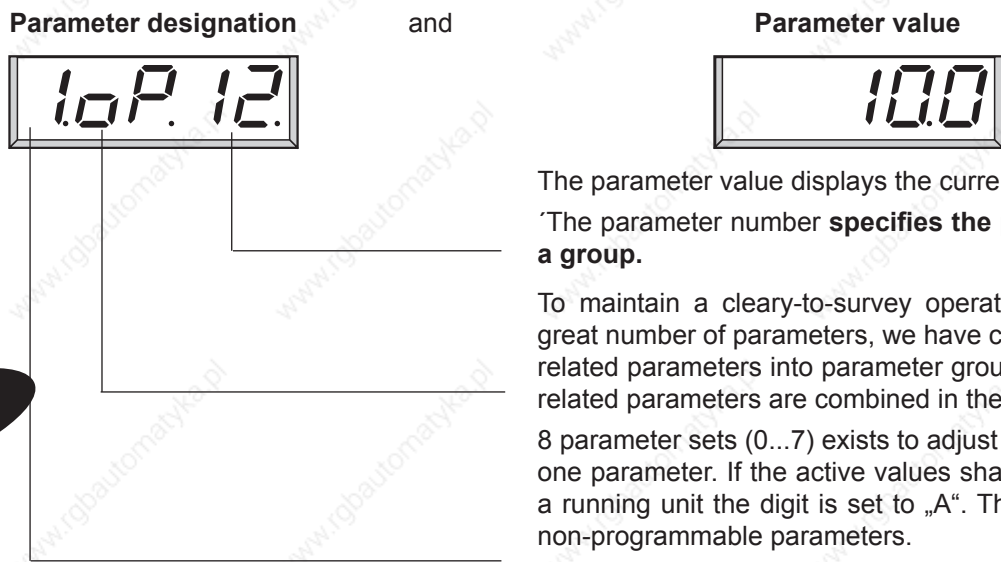 Parameter designation and Parameter value
1.oP.12.
10.0
The parameter value displays the curre
´The parameter number specifies the
a group.
To maintain a cleary-to-survey operat
great number of parameters, we have c
related parameters into parameter grou
related parameters are combined in the
8 parameter sets (0...7) exists to adjust
one parameter. If the active values sha
a running unit the digit is set to „A“. Th
non-programmable parameters.
www.rgbautomatyka.pl